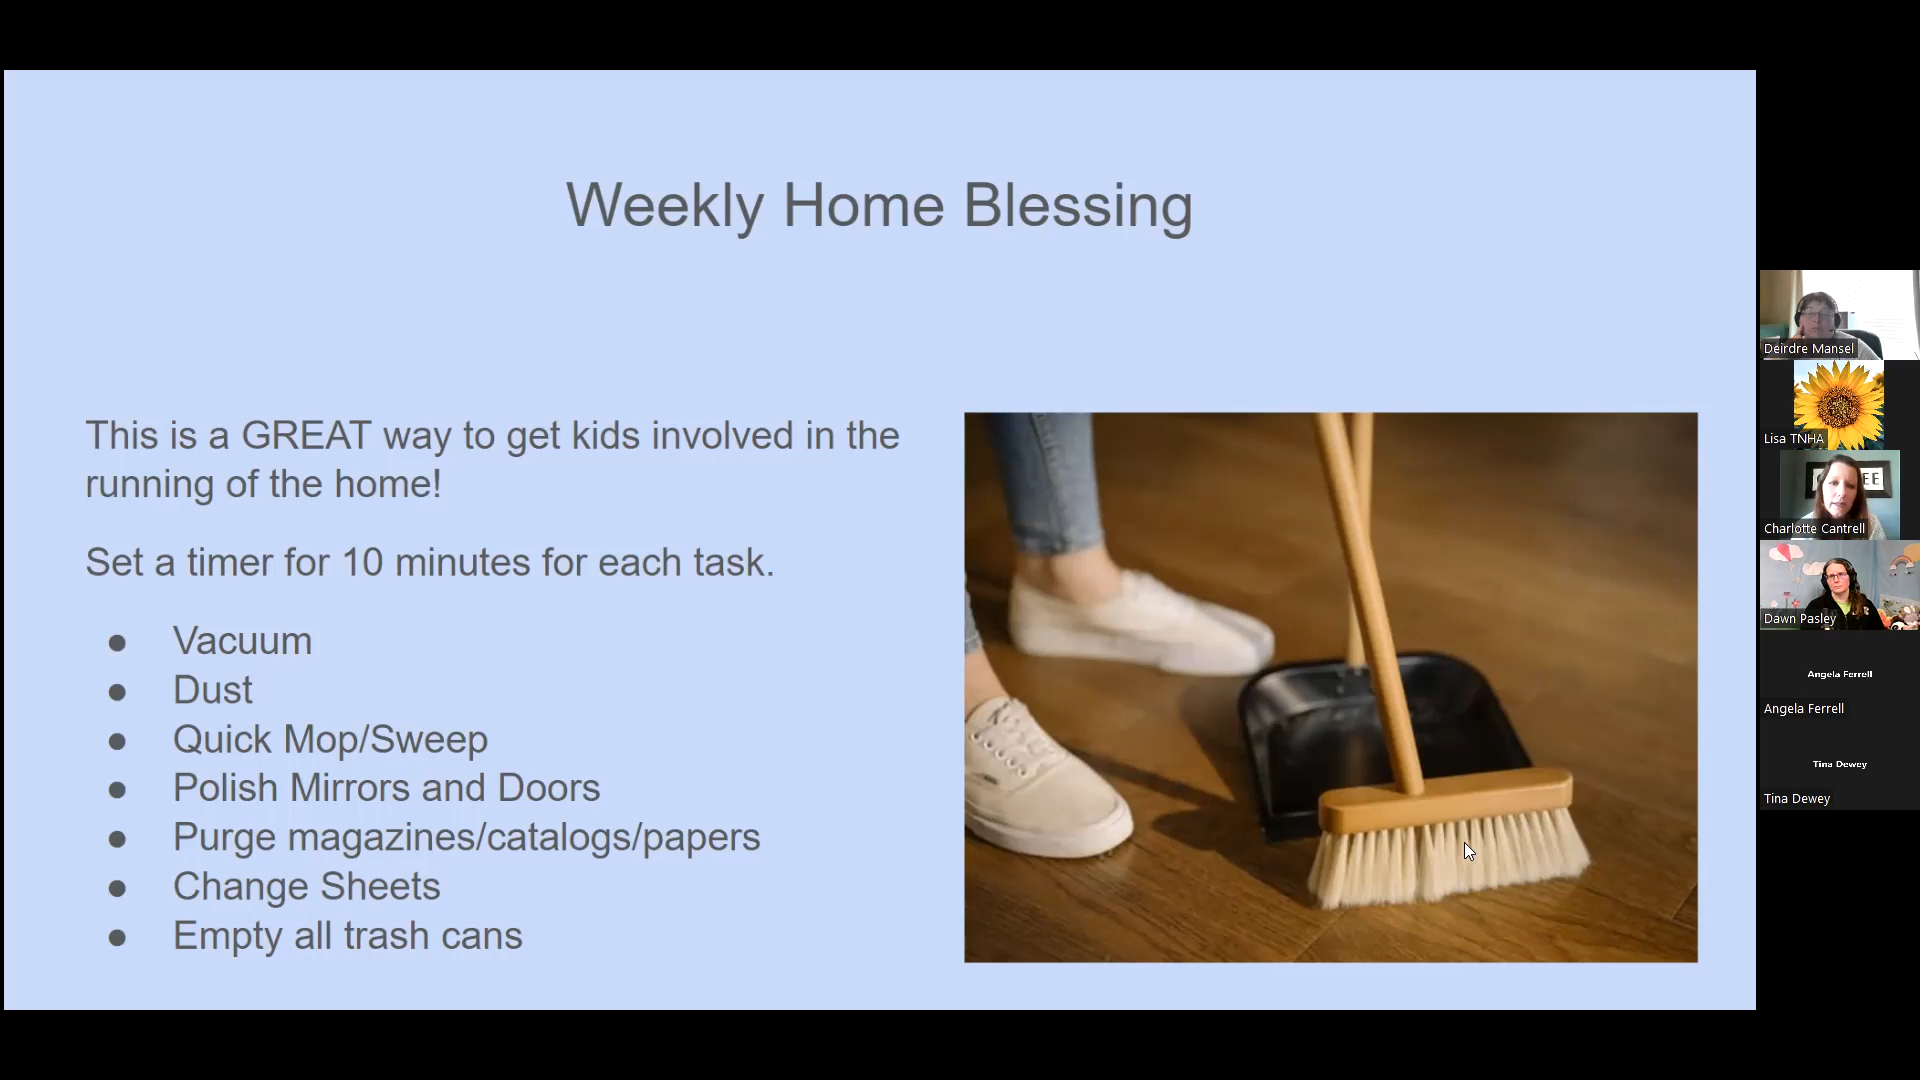 Weekly Home Blessing
This is a GREAT way to get kids involved in the
running of the home!
Set a timer for 10 minutes for each task.
● Vacuum
● Dust
● Quick Mop/Sweep
● Polish Mirrors and Doors
● Purge magazines/catalogs/papers
● Change Sheets
● Empty all trash cans
Deirdre Mansel
Lisa TNHA
EE
Charlotte Cantrell
Dawn Pasley
Angela Ferrell
Angela Ferrell
Tina Dewey
Tina Dewey